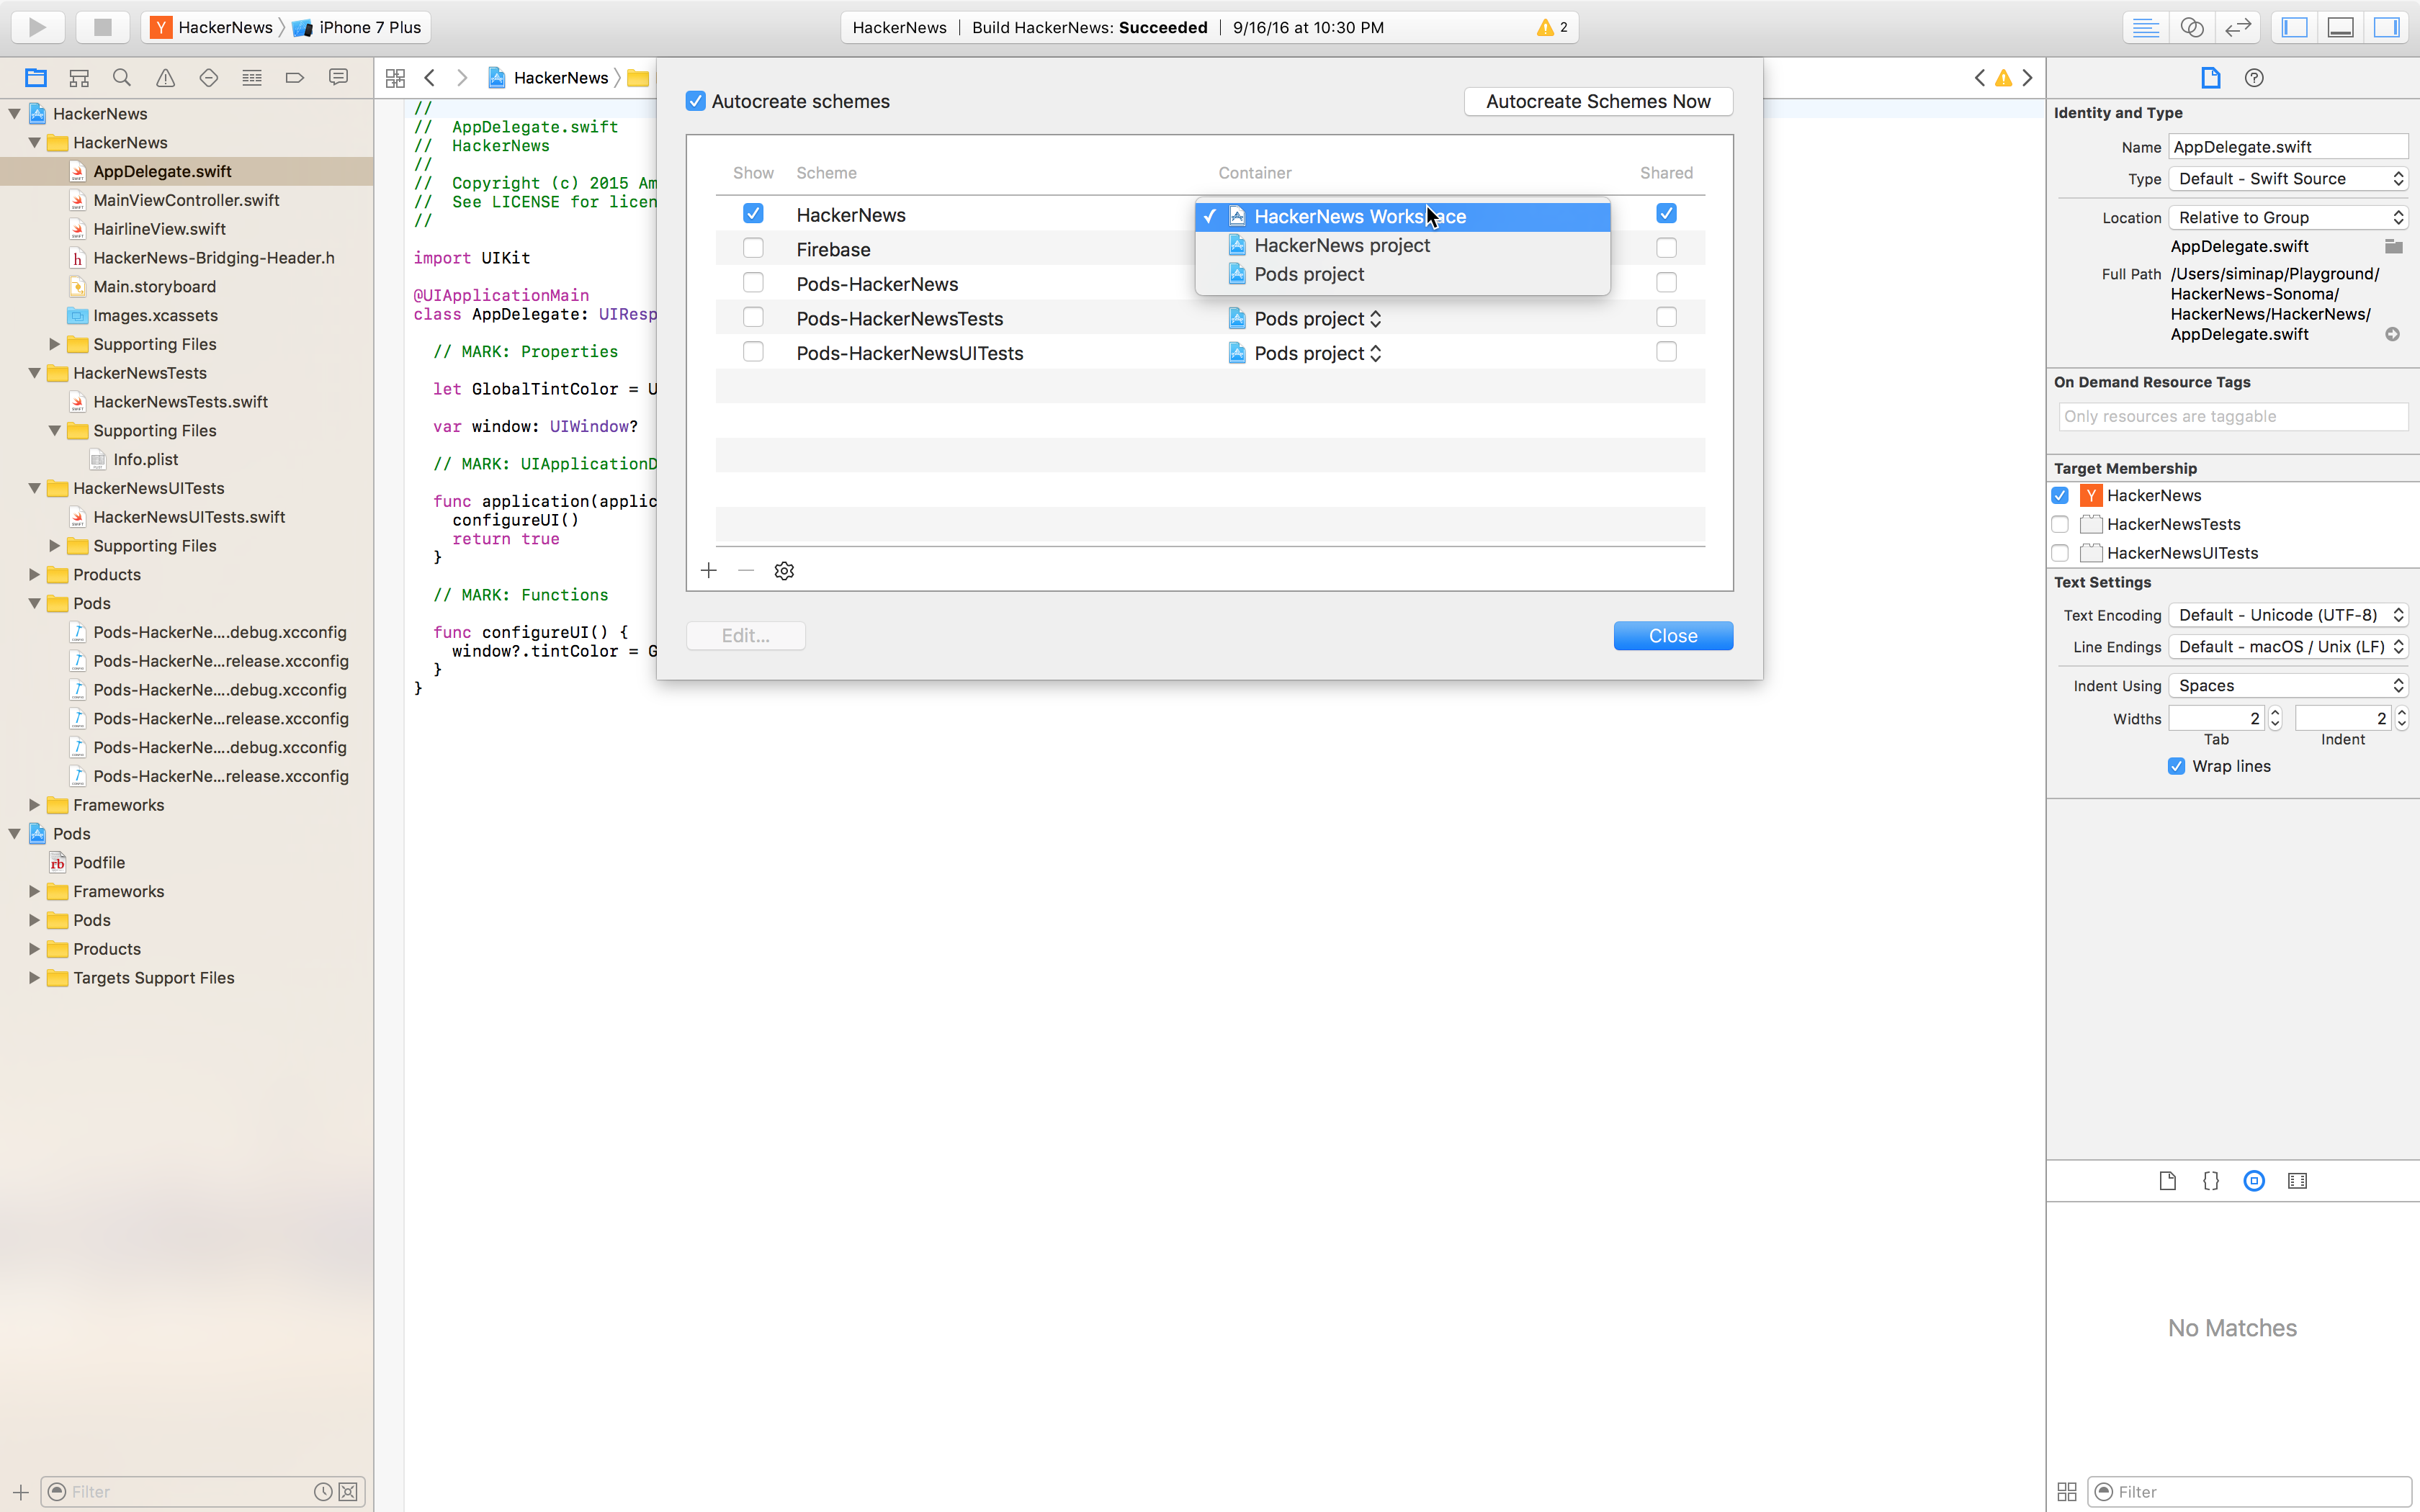 HackerNews iPhone 7 Plus
HackerNews Build HackerNews: Succeeded 9/16/16 at 10:30 PM 2
HackerNews
HackerNews
AppDelegate.swift
MainViewController.swift
HairlineView.swift
HackerNews-Bridging-Header.h
Main.storyboard
Images.xcassets
Supporting Files
HackerNewsTests
HackerNewsTests.swift
Supporting Files
Info.plist
HackerNewsUITests
HackerNewsUITests.swift
Supporting Files
Products
Pods
Pods-HackerNe....debug.xcconfig
Pods-HackerNe...release.xcconfig
Pods-HackerNe....debug.xcconfig
Pods-HackerNe...release.xcconfig
Pods-HackerNe....debug.xcconfig
Pods-HackerNe...release.xcconfig
Frameworks
Pods
Podfile
Frameworks
Pods
Products
Targets Support Files
Filter
HackerNews
//
// AppDelegate.swift
// HackerNews
//
// Copyright (c) 2015 Am
// See LICENSE for licen
//
import UIKit
@UIApplicationMain
class AppDelegate: UIResp
// MARK: Properties
let GlobalTintColor = U
var window: UIWindow?
// MARK: UIApplicationD
func application(applic
configureUI()
return true
}
// MARK: Functions
func configureUI() {
window?.tintColor = G
}
}
Autocreate schemes
Autocreate Schemes Now
Show Scheme Container Shared
HackerNews HackerNews Workspace
Firebase HackerNews project
Pods-HackerNews Pods project
Pods-HackerNewsTests Pods project
Pods-HackerNewsUITests Pods project
Edit...
Close
Identity and Type
Name AppDelegate.swift
Type Default - Swift Source
Location Relative to Group
AppDelegate.swift
Full Path /Users/siminap/Playground/
HackerNews-Sonoma/
HackerNews/HackerNews/
AppDelegate.swift
On Demand Resource Tags
Only resources are taggable
Target Membership
Y HackerNews
HackerNewsTests
HackerNewsUITests
Text Settings
Text Encoding Default - Unicode (UTF-8)
Line Endings Default - macOS / Unix (LF)
Indent Using Spaces
Widths 2 2
Tab Indent
Wrap lines
No Matches
Filter